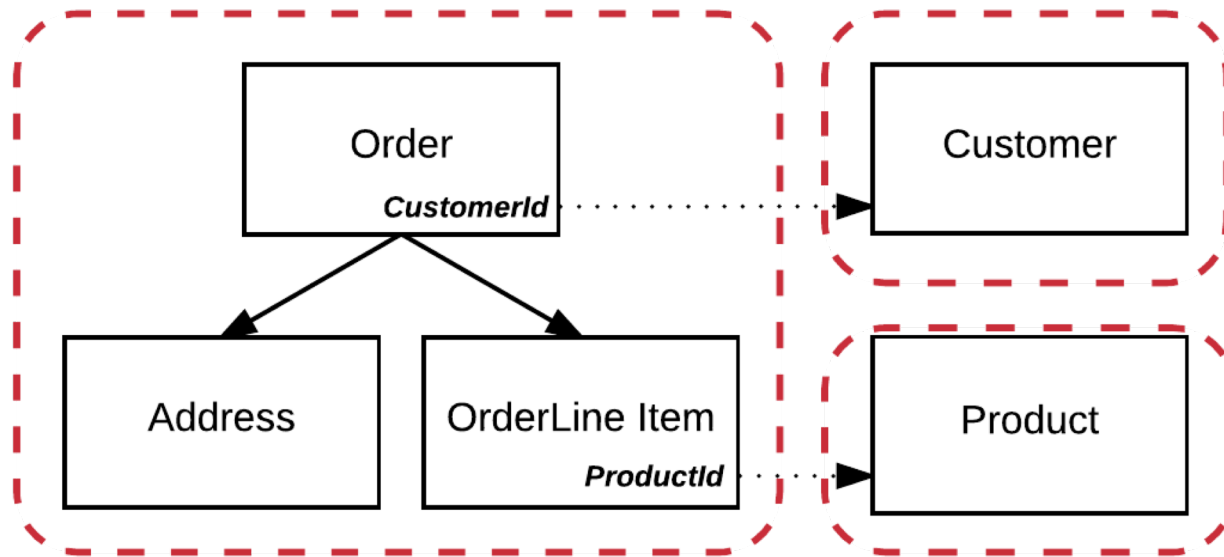 Order
CustomerId
Customer
Address
OrderLine Item
ProductId
Product